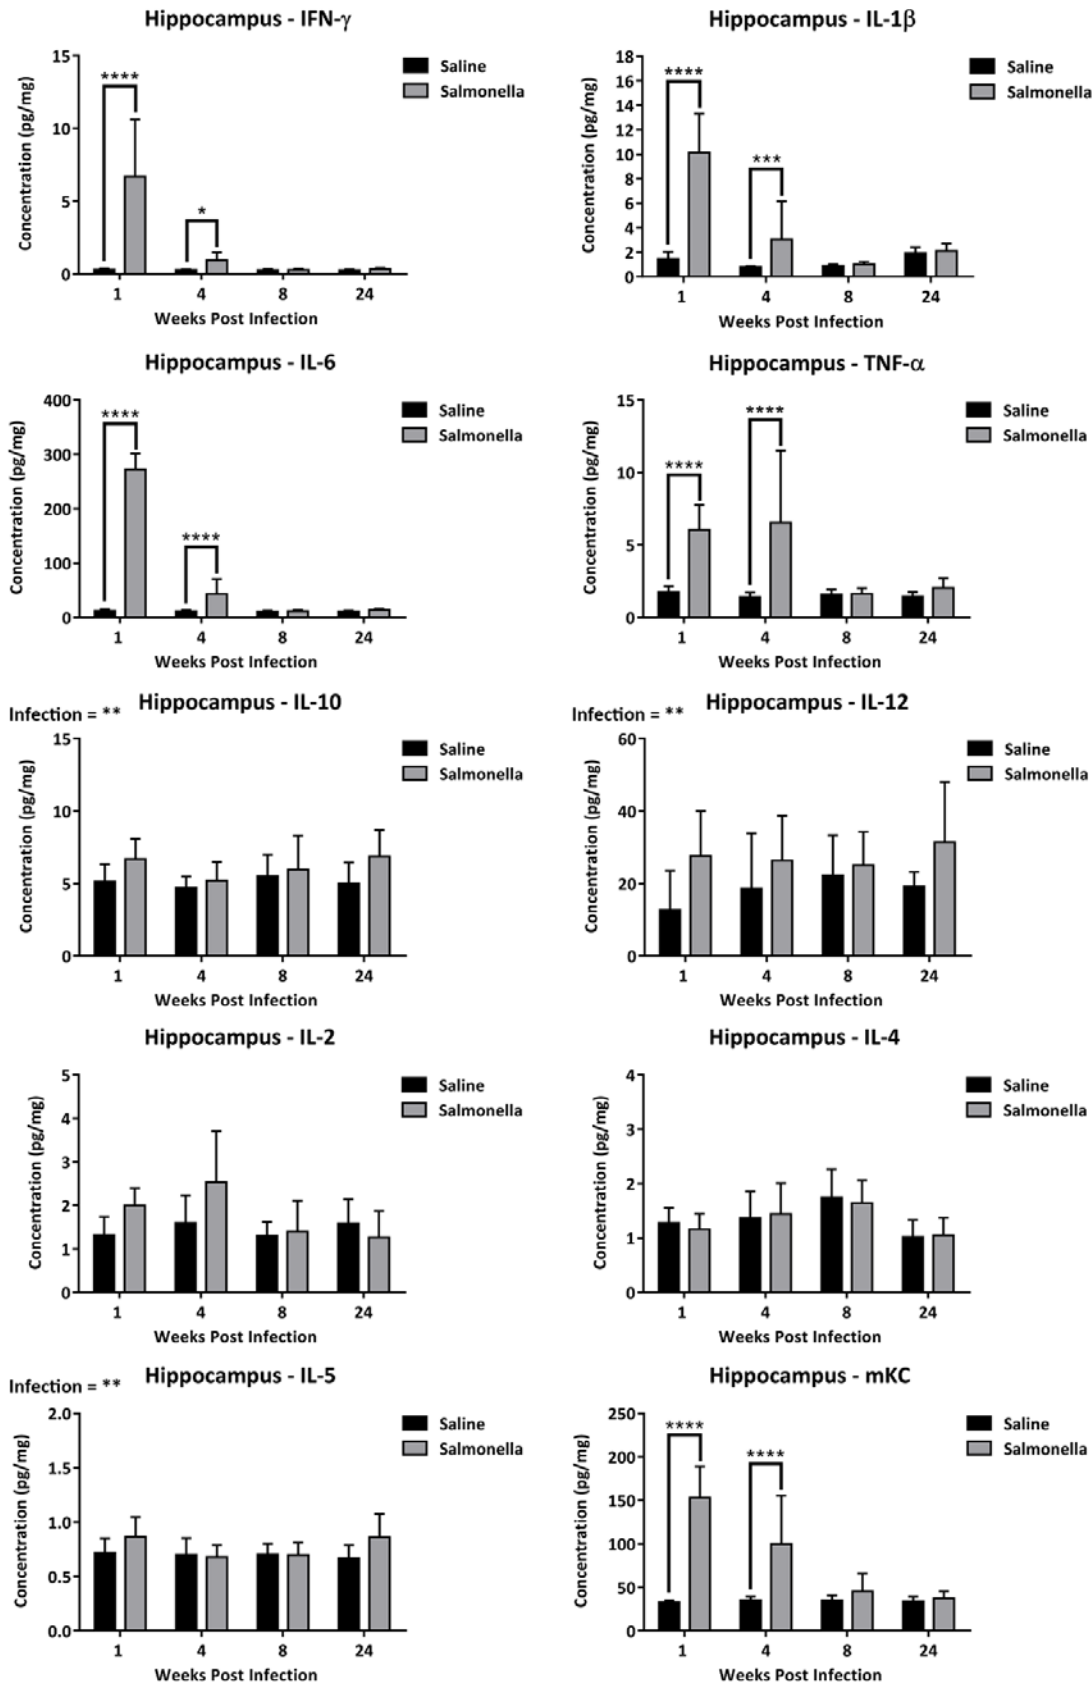 Hippocampus - IFN-γ
Concentration (pg/mg)
15
10
5
0
****
*
Saline
Salmonella
1 4 8 24
Weeks Post Infection
Hippocampus - IL-1β
Concentration (pg/mg)
18
16
14
12
10
8
6
4
2
0
****
***
Saline
Salmonella
1 4 8 24
Weeks Post Infection
Hippocampus - IL-6
Concentration (pg/mg)
400
300
200
100
0
****
****
Saline
Salmonella
1 4 8 24
Weeks Post Infection
Hippocampus - TNF-α
Concentration (pg/mg)
15
10
5
0
****
****
Saline
Salmonella
1 4 8 24
Weeks Post Infection
Infection = **
Hippocampus - IL-10
Concentration (pg/mg)
15
10
5
0
Saline
Salmonella
1 4 8 24
Weeks Post Infection
Infection = **
Hippocampus - IL-12
Concentration (pg/mg)
60
40
20
0
Saline
Salmonella
1 4 8 24
Weeks Post Infection
Hippocampus - IL-2
Concentration (pg/mg)
5
4
3
2
1
0
Saline
Salmonella
1 4 8 24
Weeks Post Infection
Hippocampus - IL-4
Concentration (pg/mg)
4
3
2
1
0
Saline
Salmonella
1 4 8 24
Weeks Post Infection
Infection = **
Hippocampus - IL-5
Concentration (pg/mg)
2.0
1.5
1.0
0.5
0.0
Saline
Salmonella
1 4 8 24
Weeks Post Infection
Hippocampus - mKC
Concentration (pg/mg)
250
200
150
100
50
0
****
****
Saline
Salmonella
1 4 8 24
Weeks Post Infection